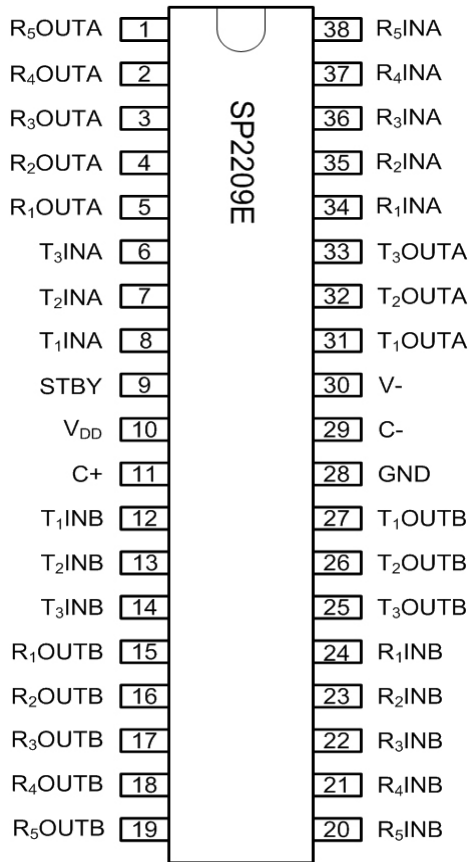 R₅OUTA 1 38 R₅INA
R₄OUTA 2 37 R₄INA
R₃OUTA 3 36 R₃INA
R₂OUTA 4 35 R₂INA
R₁OUTA 5 34 R₁INA
T₃INA 6 33 T₃OUTA
T₂INA 7 32 T₂OUTA
T₁INA 8 31 T₁OUTA
STBY 9 30 V-
V_DD 10 29 C-
C+ 11 28 GND
T₁INB 12 27 T₁OUTB
T₂INB 13 26 T₂OUTB
T₃INB 14 25 T₃OUTB
R₁OUTB 15 24 R₁INB
R₂OUTB 16 23 R₂INB
R₃OUTB 17 22 R₃INB
R₄OUTB 18 21 R₄INB
R₅OUTB 19 20 R₅INB
SP2209E